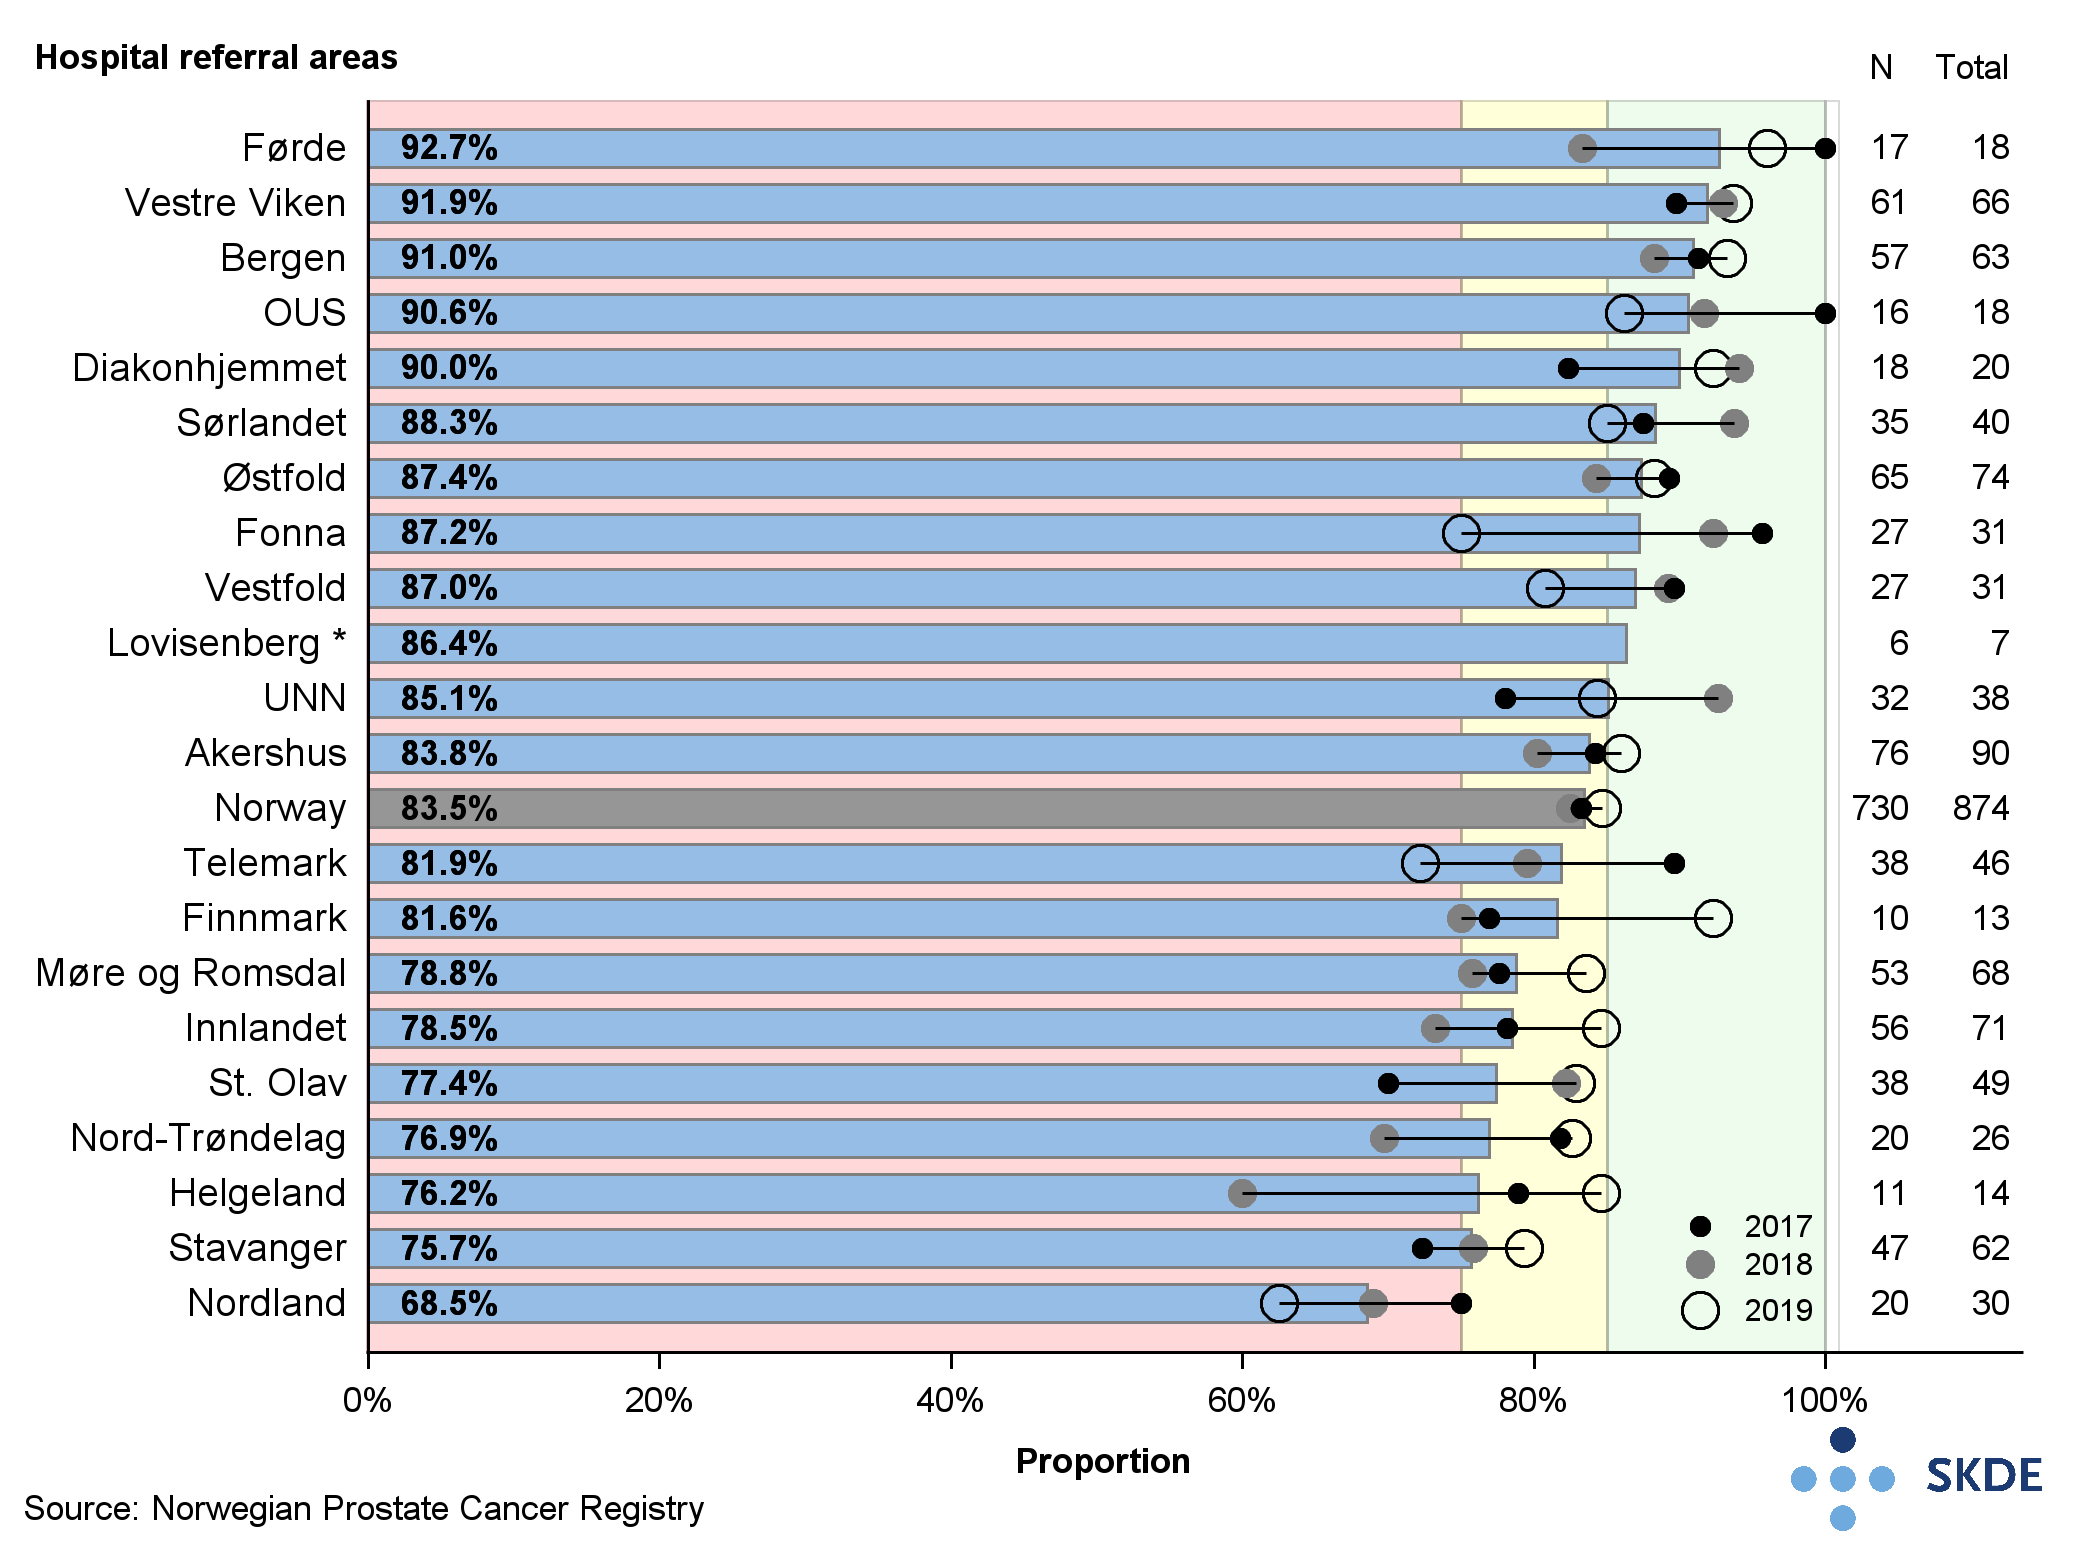 Hospital referral areas N Total
Førde 92.7% 17 18
Vestre Viken 91.9% 61 66
Bergen 91.0% 57 63
OUS 90.6% 16 18
Diakonhjemmet 90.0% 18 20
Sørlandet 88.3% 35 40
Østfold 87.4% 65 74
Fonna 87.2% 27 31
Vestfold 87.0% 27 31
Lovisenberg * 86.4% 6 7
UNN 85.1% 32 38
Akershus 83.8% 76 90
Norway 83.5% 730 874
Telemark 81.9% 38 46
Finnmark 81.6% 10 13
Møre og Romsdal 78.8% 53 68
Innlandet 78.5% 56 71
St. Olav 77.4% 38 49
Nord-Trøndelag 76.9% 20 26
Helgeland 76.2% 11 14
2017
Stavanger 75.7% 47 62
2018
Nordland 68.5% 20 30
2019
0% 20% 40% 60% 80% 100%
Proportion
SKDE
Source: Norwegian Prostate Cancer Registry